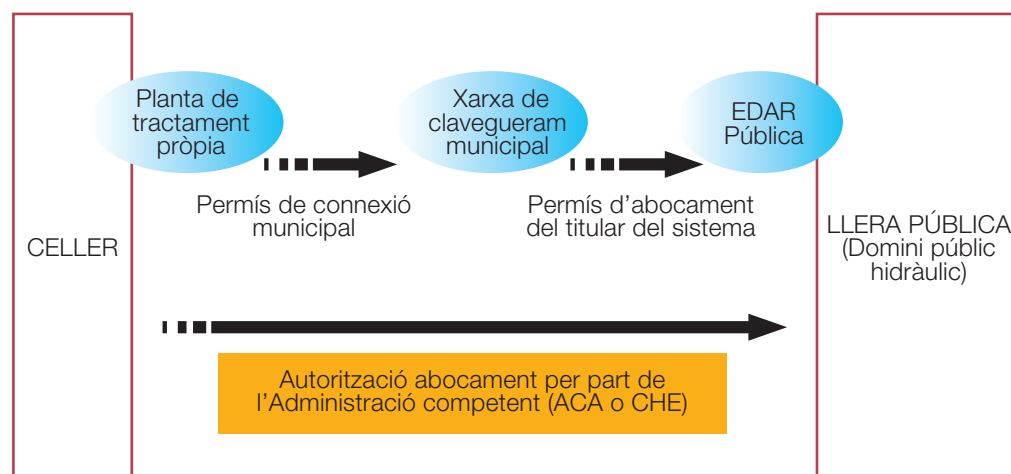 Planta de
tractament
pròpia
Xarxa de
clavegueram
municipal
EDAR
Pública
Permís de connexió
municipal
Permís d’abocament
del titular del sistema
CELLER
LLERA PÚBLICA
(Domini públic
hidràulic)
Autorització abocament per part de
l’Administració competent (ACA o CHE)